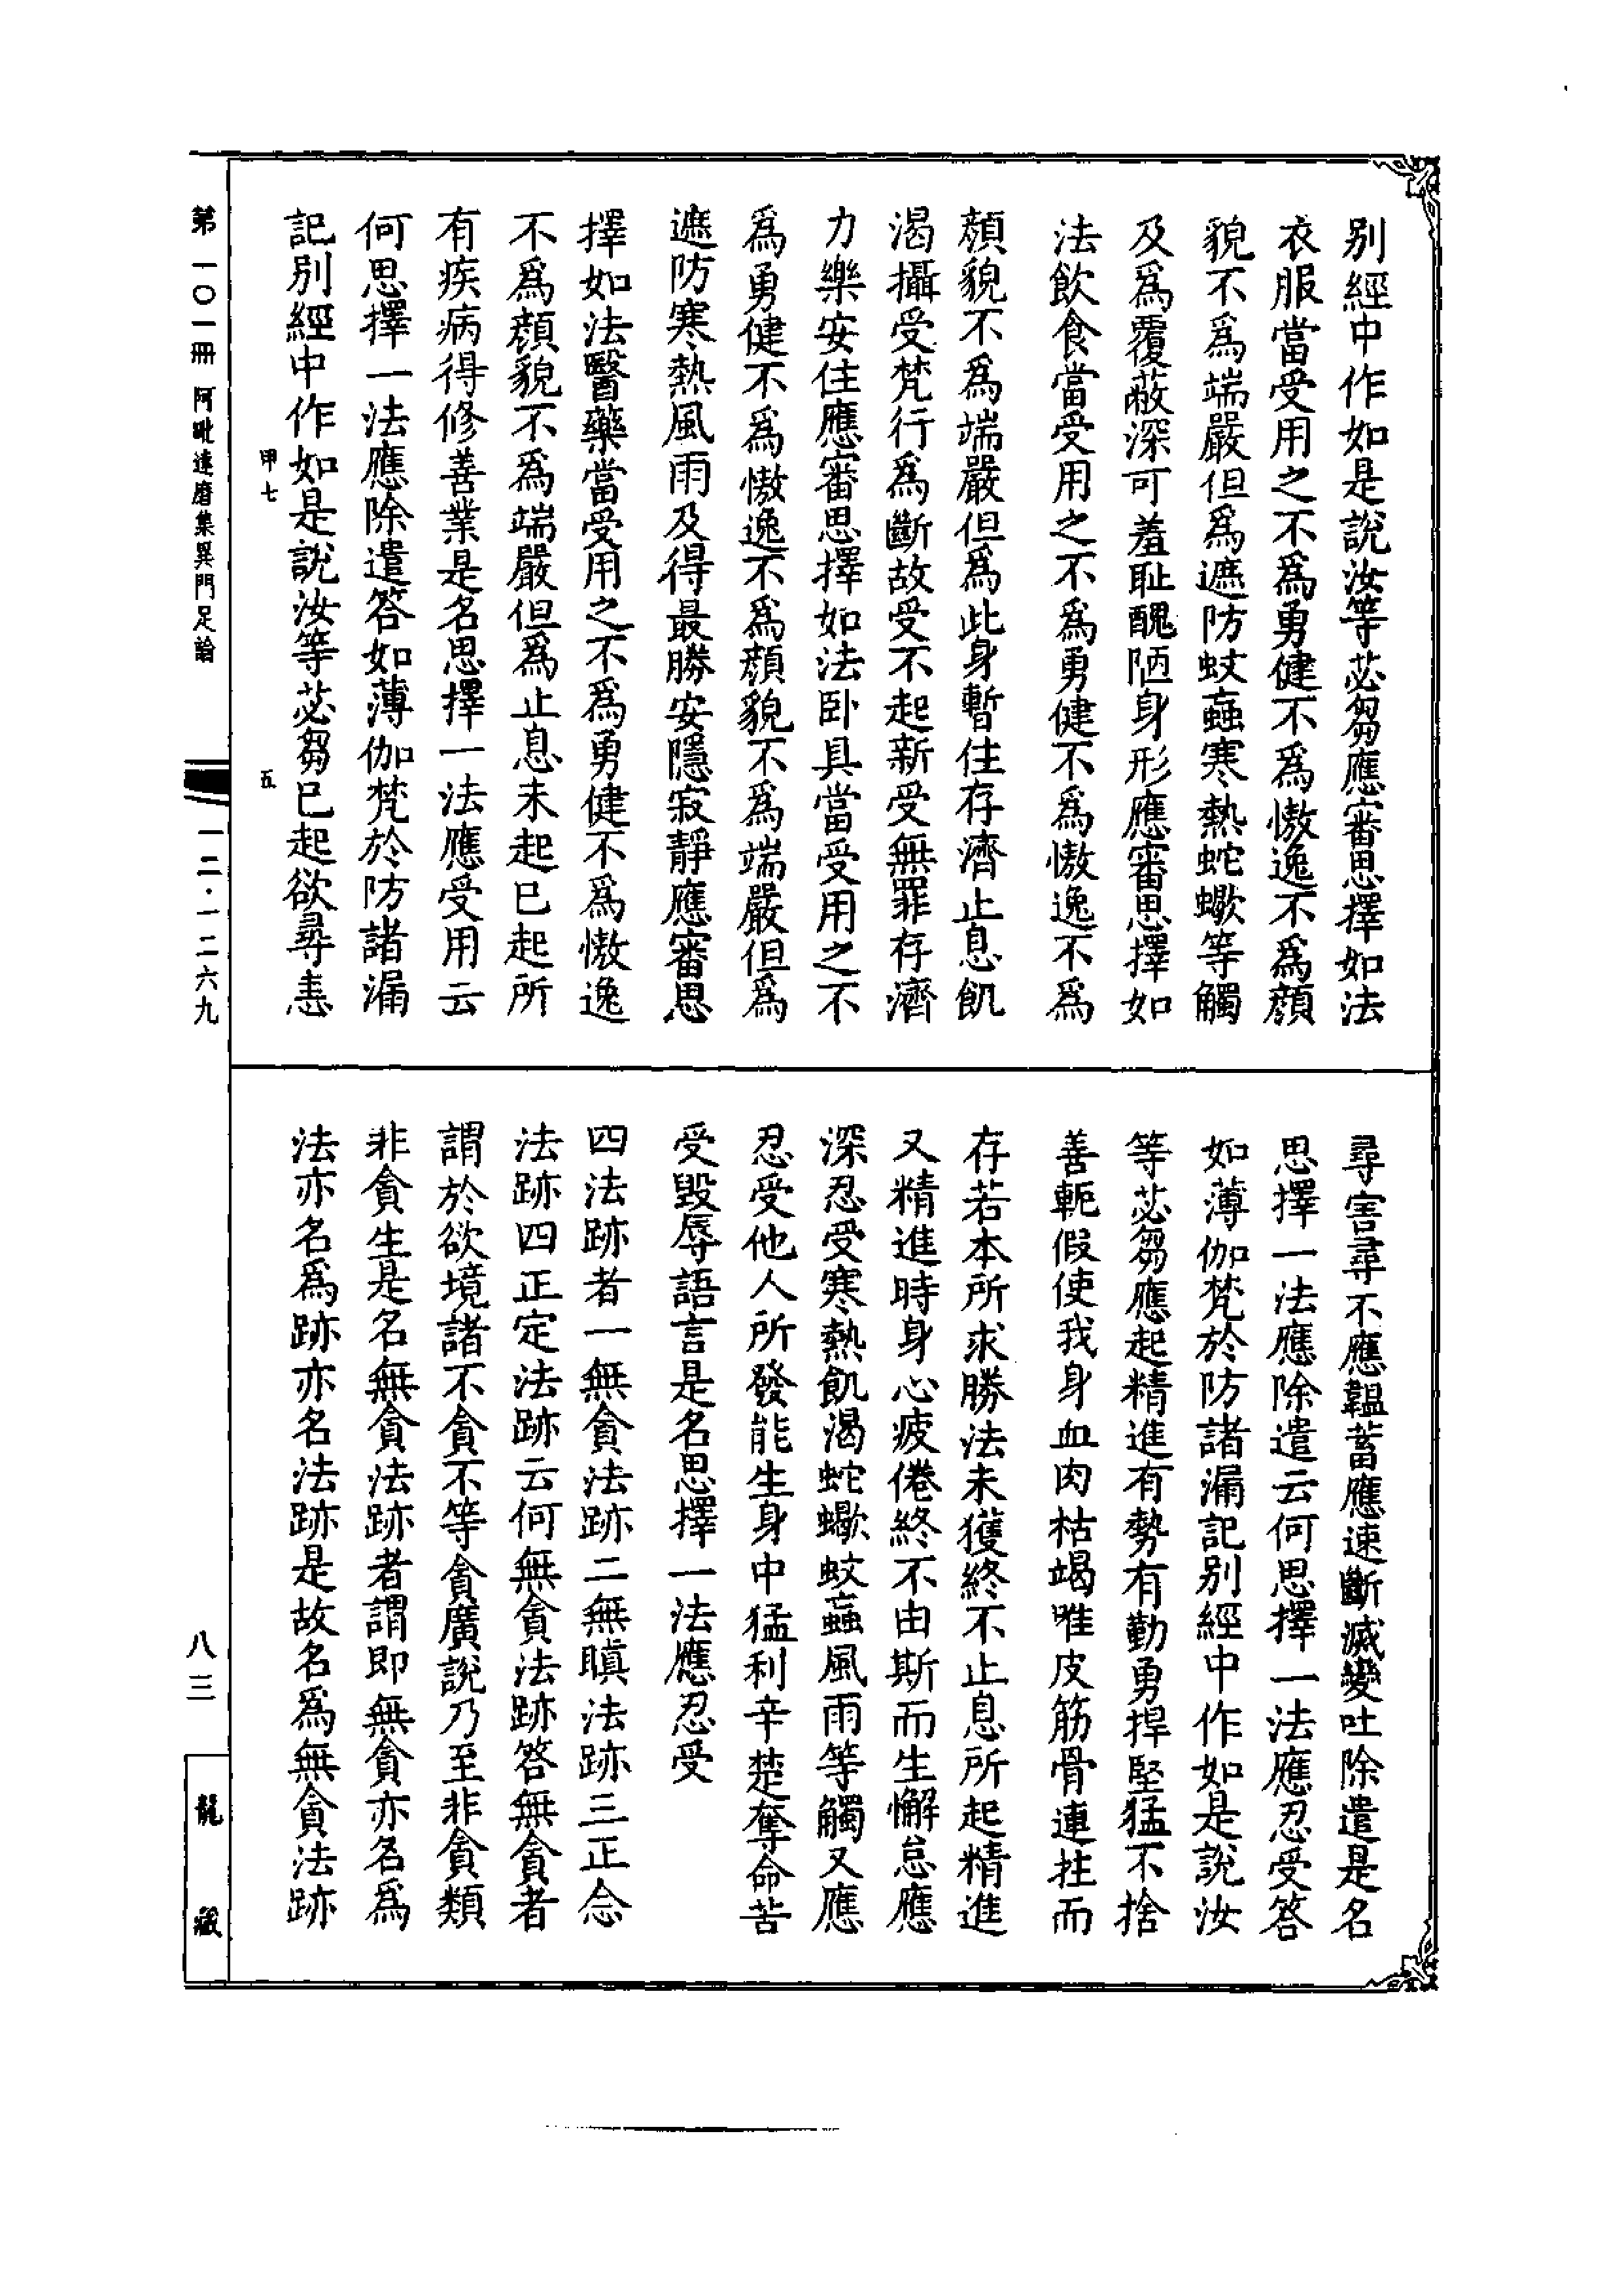 别經中作如是說汝等苾芻應審思擇如法
衣服當受用之不爲勇健不爲憿逸不爲顔
貌不爲端嚴但爲遮防蚊蝱寒熱蛇蠍等觸
及爲覆蔽深可羞耻醜陋身形應審思擇如
法飲食當受用之不爲勇健不爲憿逸不爲
顔貌不爲端嚴但爲此身暫住存濟止息飢
渴攝受梵行爲斷故受不起新受無罪存濟
力樂安住應審思擇如法卧具當受用之不
爲勇健不爲憿逸不爲顔貌不爲端嚴但爲
遮防寒熱風雨及得最勝安隱寂靜應審思
擇如法醫藥當受用之不爲勇健不爲憿逸
不爲顔貌不爲端嚴但爲止息未起已起所
有疾病得修善業是名思擇一法應受用云
何思擇一法應除遣答如薄伽梵於防諸漏
記别經中作如是說汝等苾芻已起欲尋恚
尋害尋不應韞蓄應速斷滅變吐除遣是名
思擇一法應除遣云何思擇一法應忍受答
如薄伽梵於防諸漏記别經中作如是說汝
等苾芻應起精進有勢有勤勇捍堅猛不捨
善軛假使我身血肉枯竭唯皮筋骨連拄而
存若本所求勝法未獲終不止息所起精進
又精進時身心疲倦終不由斯而生懈怠應
深忍受寒熱飢渴蛇蠍蚊蝱風雨等觸又應
忍受他人所發能生身中猛利辛楚奪命苦
受毀辱語言是名思擇一法應忍受
四法跡者一無貪法跡二無瞋法跡三正念
法跡四正定法跡云何無貪法跡答無貪者
謂於欲境諸不貪不等貪廣說乃至非貪類
非貪生是名無貪法跡者謂即無貪亦名爲
法亦名爲跡亦名法跡是故名爲無貪法跡
甲七 五
第一〇一冊 阿毗達磨集異門足論
一二·一二六九
八三
龍藏